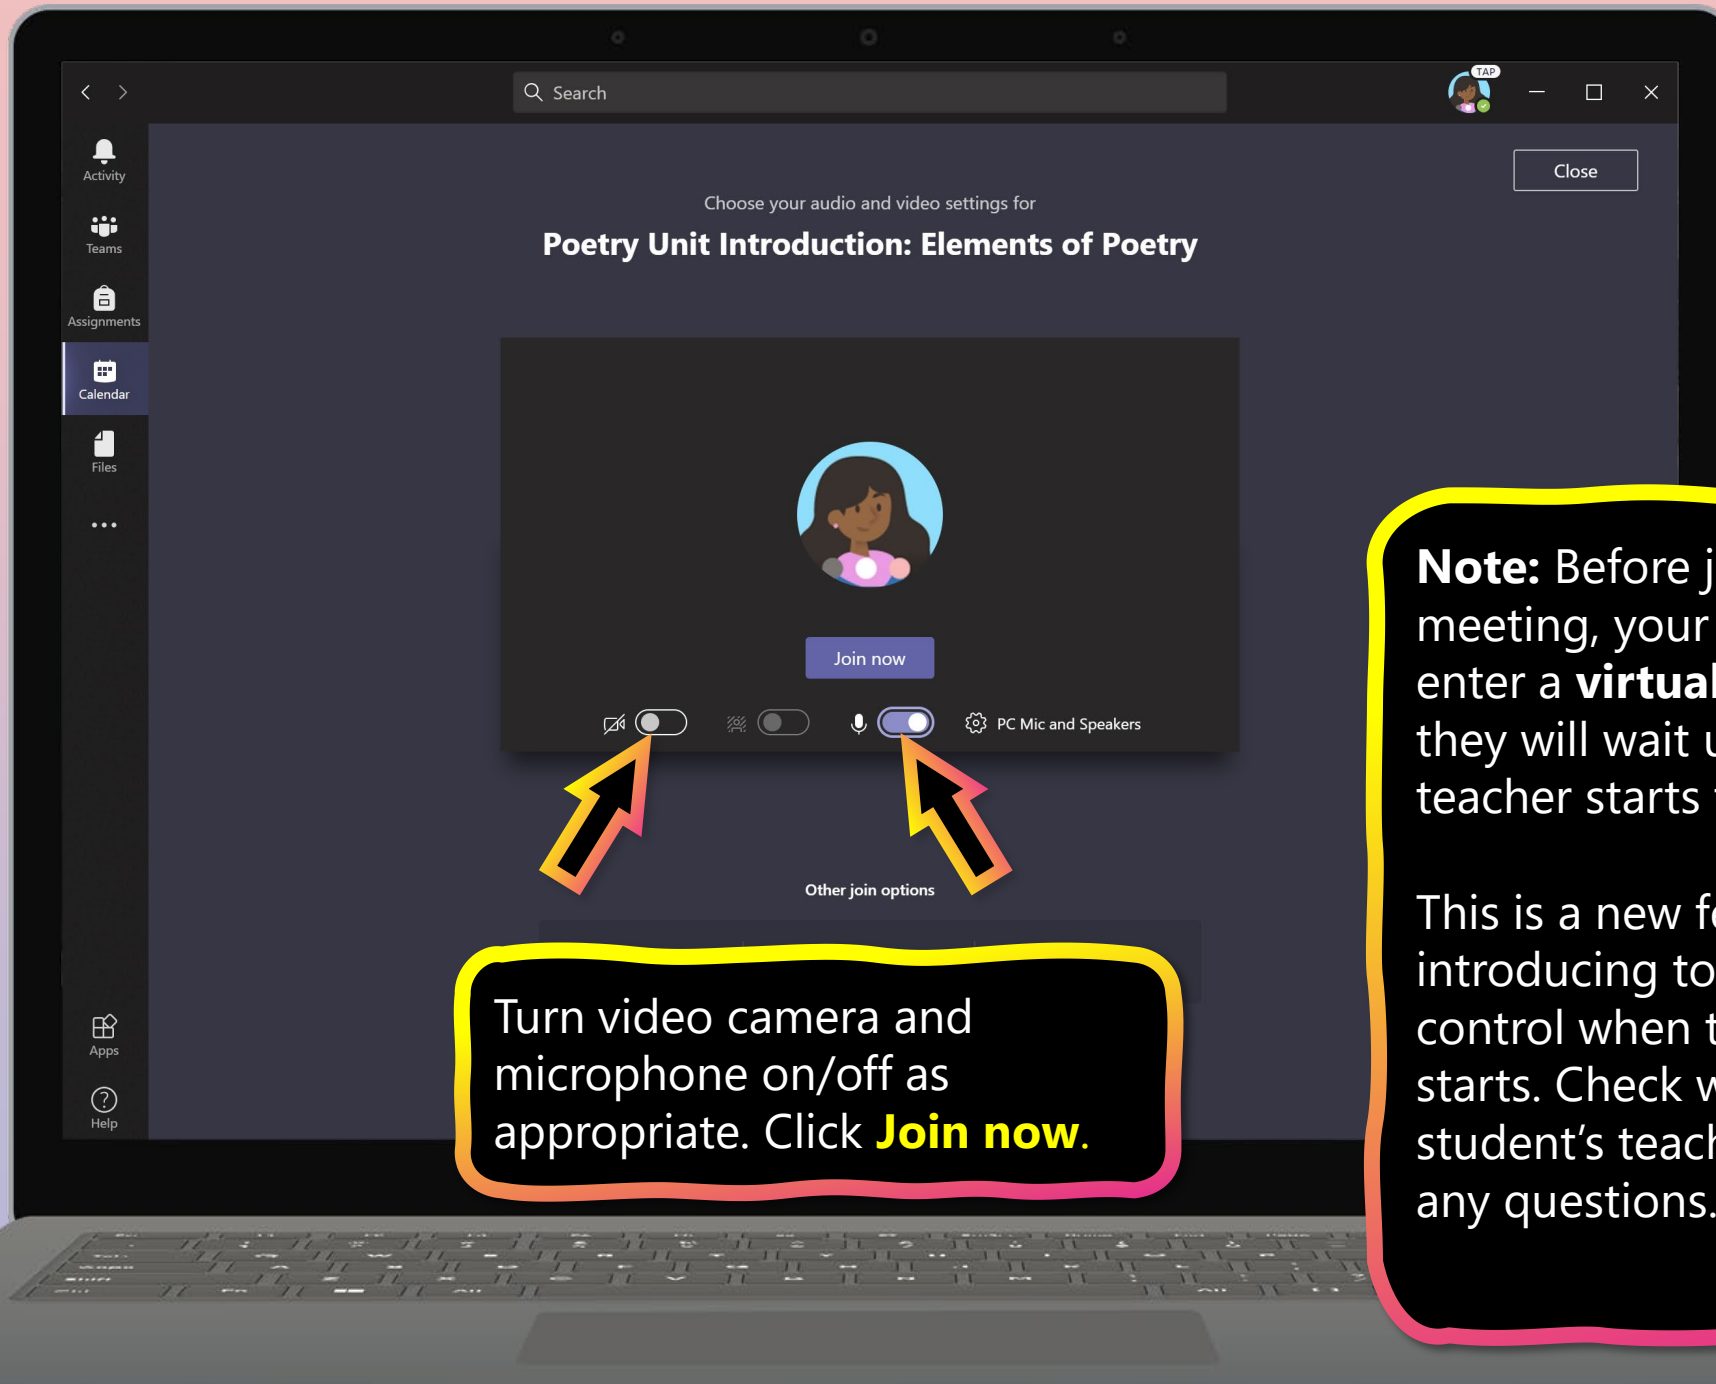 Search
TAP
Activity
Teams
Assignments
Calendar
Files
Apps
Help
Close
Choose your audio and video settings for
Poetry Unit Introduction: Elements of Poetry
Join now
PC Mic and Speakers
Other join options
Turn video camera and
microphone on/off as
appropriate. Click Join now.
Note: Before
meeting, your
enter a virtual
they will wait
teacher starts
This is a new
introducing to
control when
starts. Check
student's
any questions.